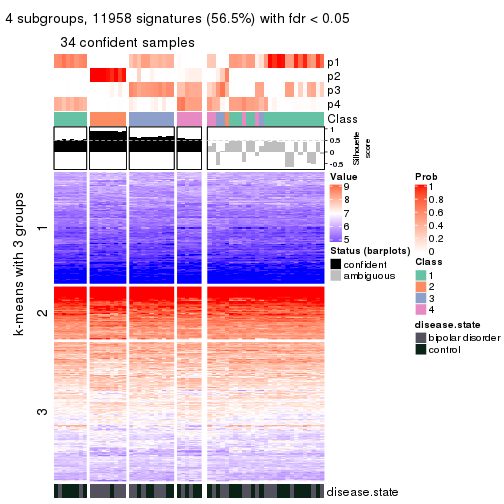 4 subgroups, 11958 signatures (56.5%) with fdr < 0.05
34 confident samples
p1
p2
p3
p4
Class
1
0.5
0
-0.5
Silhouette
score
k-means with 3 groups
1
2
3
disease.state
Value
9
8
7
6
5
Status (barplots)
confident
ambiguous
Prob
1
0.8
0.6
0.4
0.2
0
Class
1
2
3
4
disease.state
bipolar disorder
control